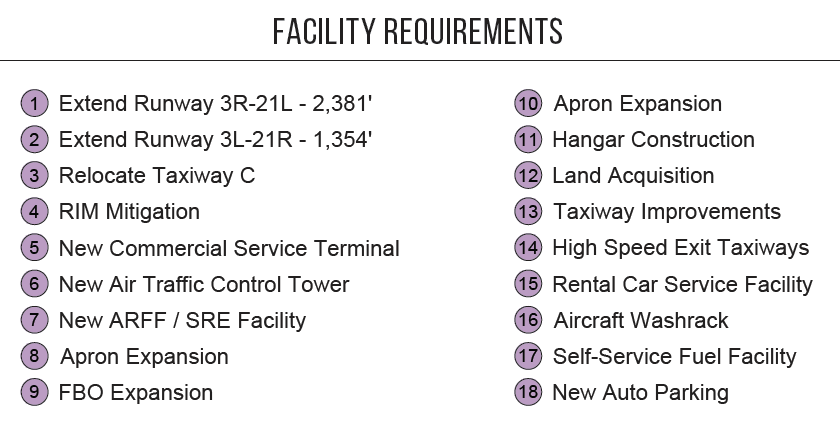 FACILITY REQUIREMENTS
1 Extend Runway 3R-21L - 2,381'
2 Extend Runway 3L-21R - 1,354'
3 Relocate Taxiway C
4 RIM Mitigation
5 New Commercial Service Terminal
6 New Air Traffic Control Tower
7 New ARFF / SRE Facility
8 Apron Expansion
9 FBO Expansion
10 Apron Expansion
11 Hangar Construction
12 Land Acquisition
13 Taxiway Improvements
14 High Speed Exit Taxiways
15 Rental Car Service Facility
16 Aircraft Washrack
17 Self-Service Fuel Facility
18 New Auto Parking